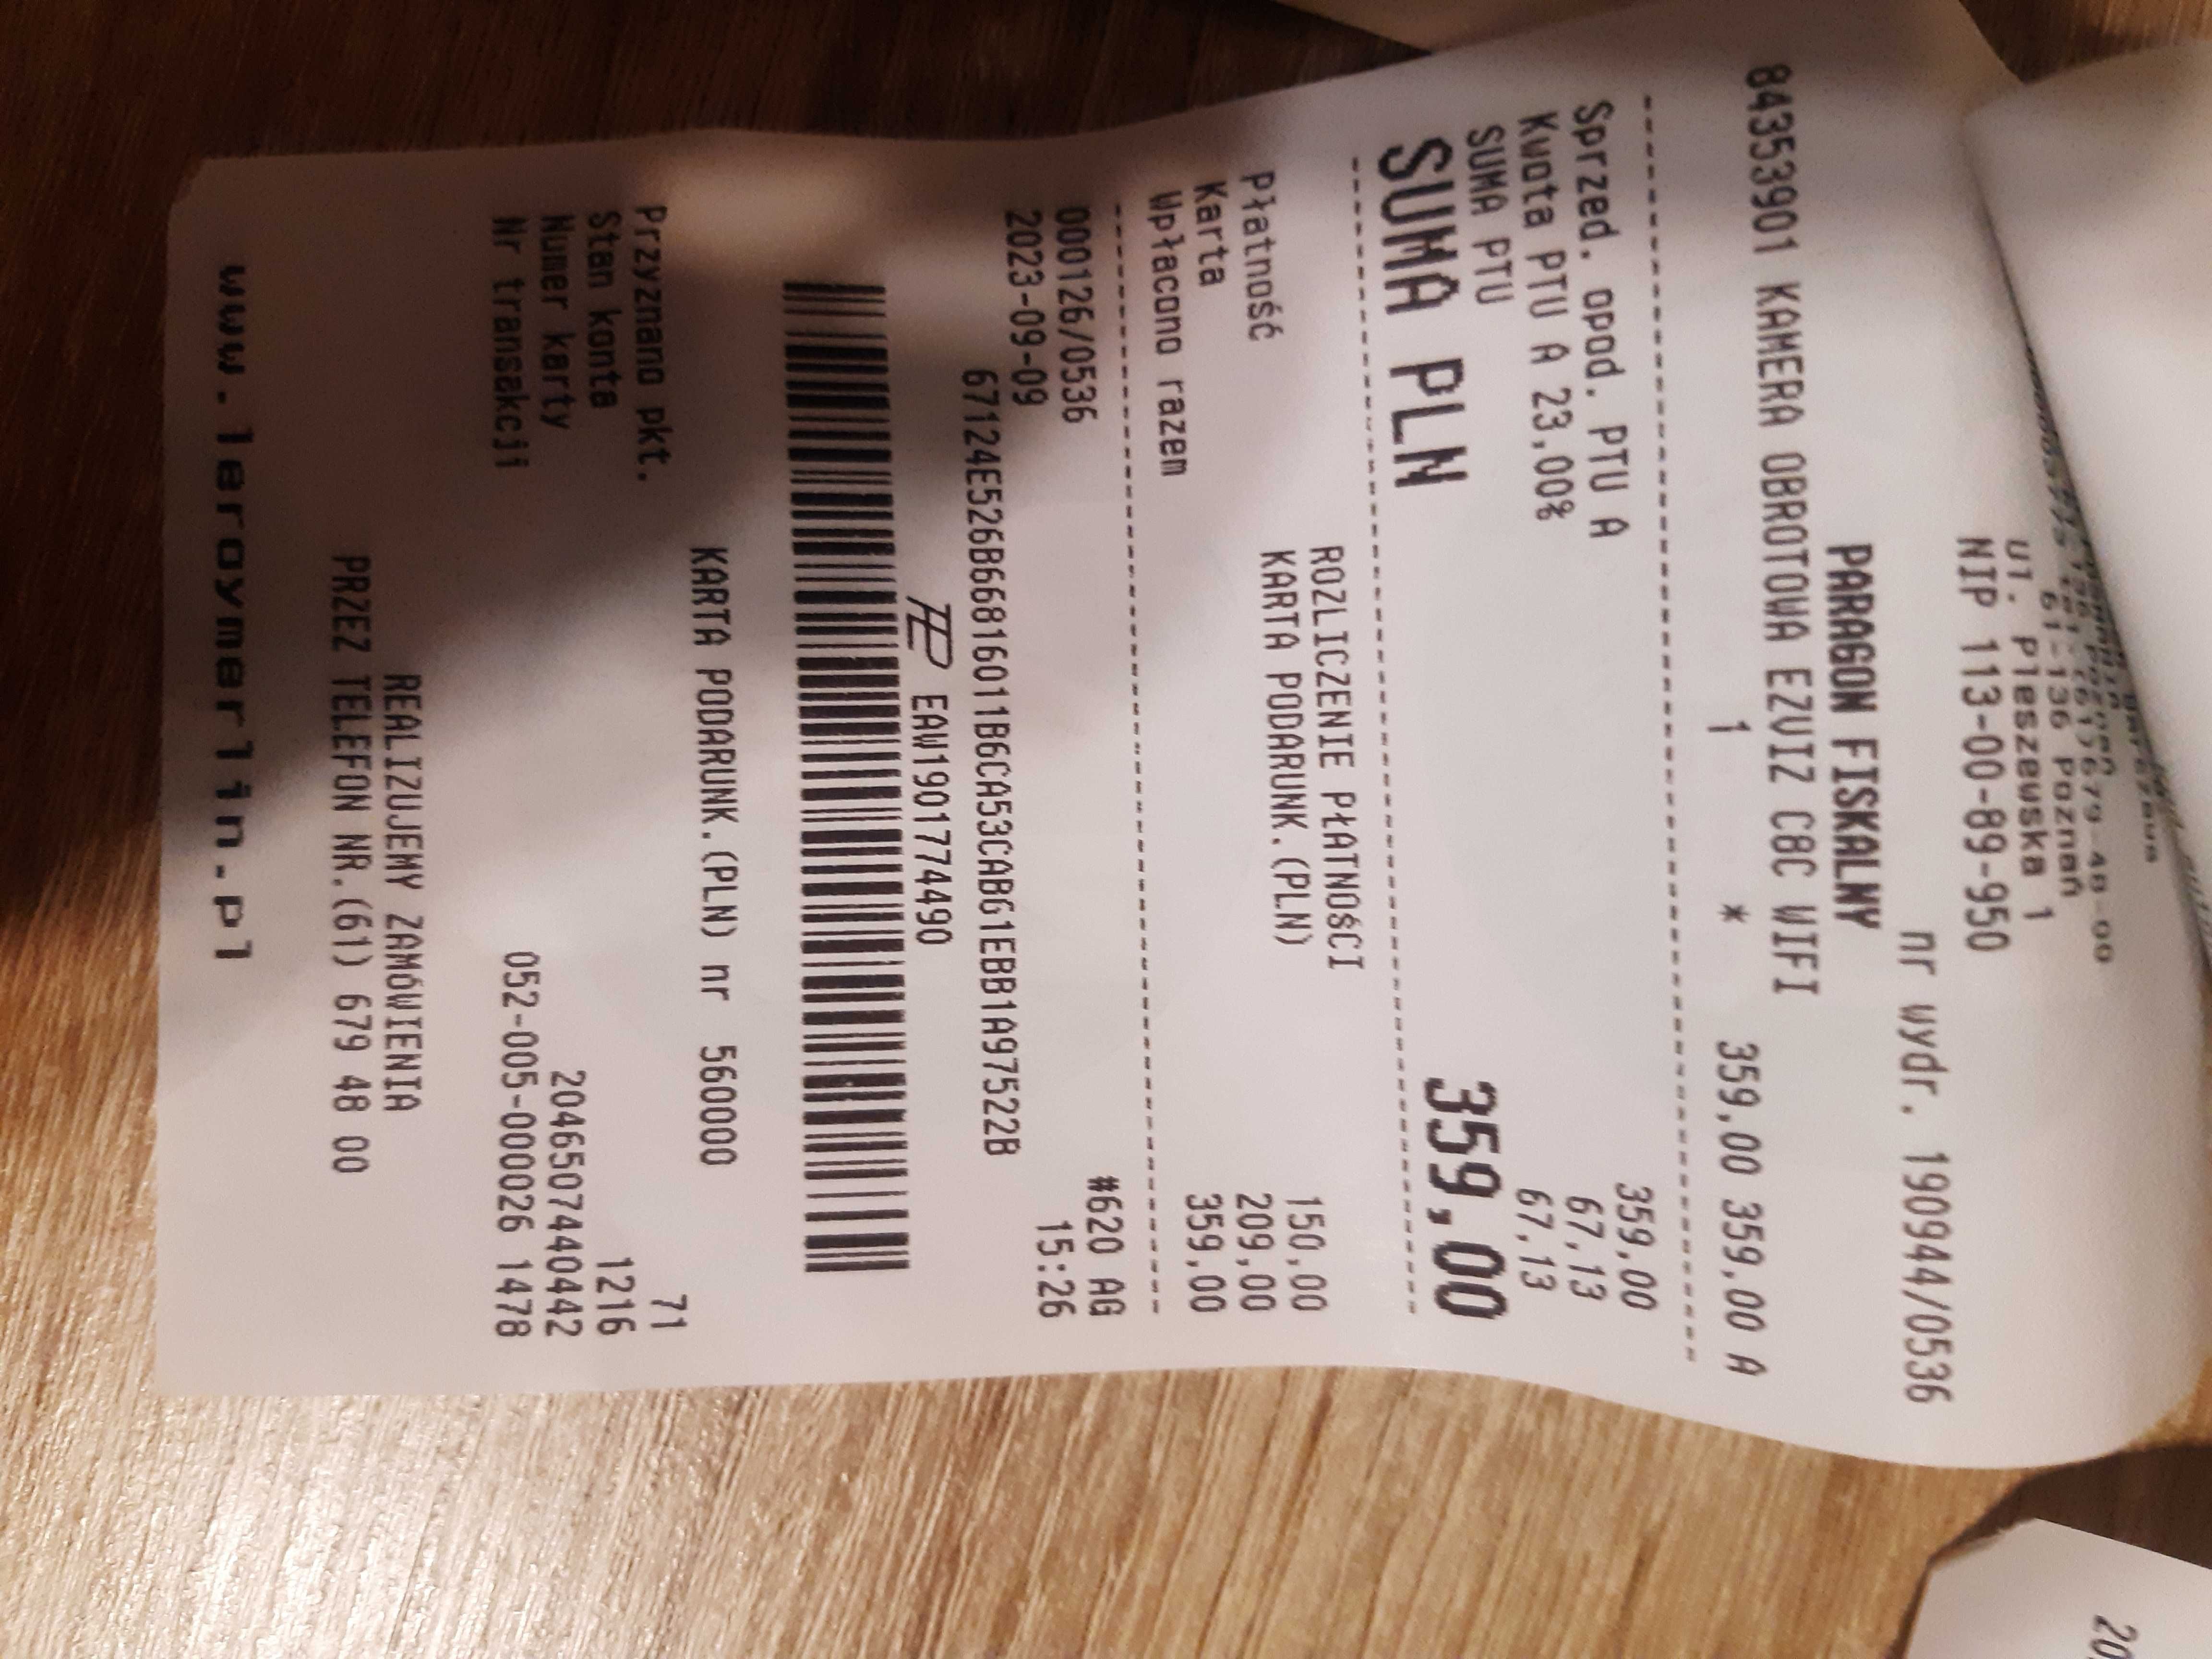 61-136 Poznań
ul. Pleszewska 1
NIP 113-00-89-950
nr wydr. 190944/0536
PARAGON FISKALNY
84353901 KAMERA OBROTOWA EZVIZ C8C WIFI
1 * 359,00 359,00 A
Sprzed. opod. PTU A 359,00
Kwota PTU A 23,00% 67,13
SUMA PTU 67,13
SUMA PLN 359,00
ROZLICZENIE PŁATNOŚCI
Płatność KARTA PODARUNK.(PLN) 150,00
Karta 209,00
Wpłacono razem 359,00
000126/0536 #620 AG
2023-09-09 15:26
67124E526B66816011B6CA53CABG1EBB1A97522B
EAW1901774490
KARTA PODARUNK.(PLN) nr 560000
Przyznano pkt. 71
Stan konta 1216
Numer karty 2046507440442
Nr transakcji 052-005-000026 1478
REALIZUJEMY ZAMÓWIENIA
PRZEZ TELEFON NR.(61) 679 48 00
www.leroymerlin.pl
20